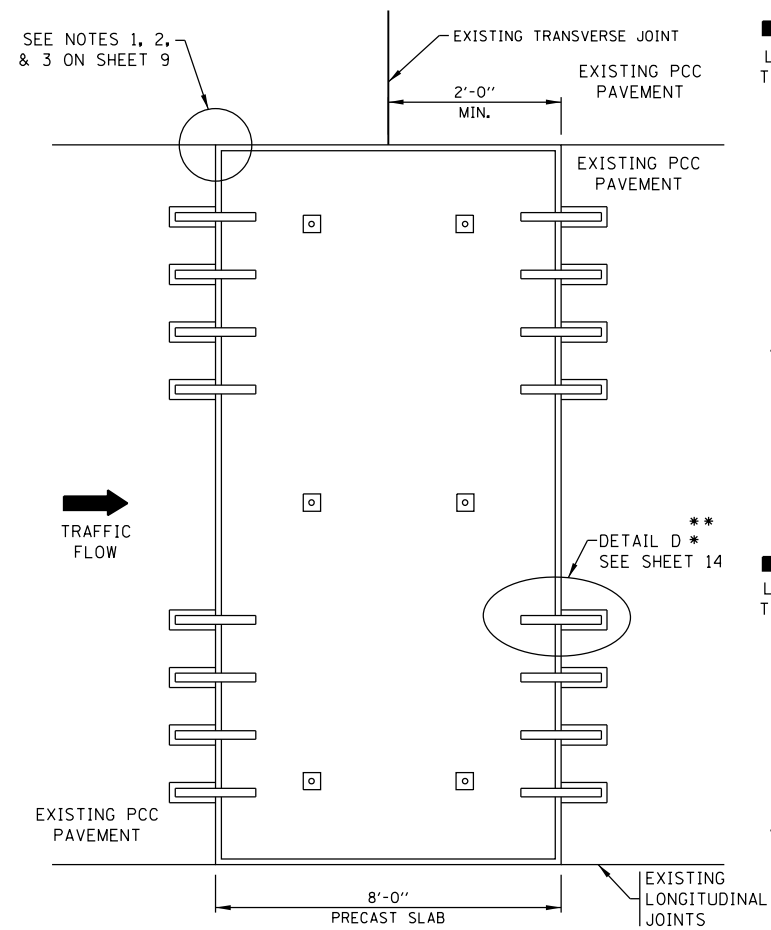 SEE NOTES 1, 2,
& 3 ON SHEET 9
EXISTING TRANSVERSE JOINT
EXISTING PCC
PAVEMENT
2'-0"
MIN.
EXISTING PCC
PAVEMENT
L
T
TRAFFIC
FLOW
**
DETAIL D *
SEE SHEET 14
L
T
EXISTING PCC
PAVEMENT
8'-0"
PRECAST SLAB
EXISTING
LONGITUDINAL
JOINTS